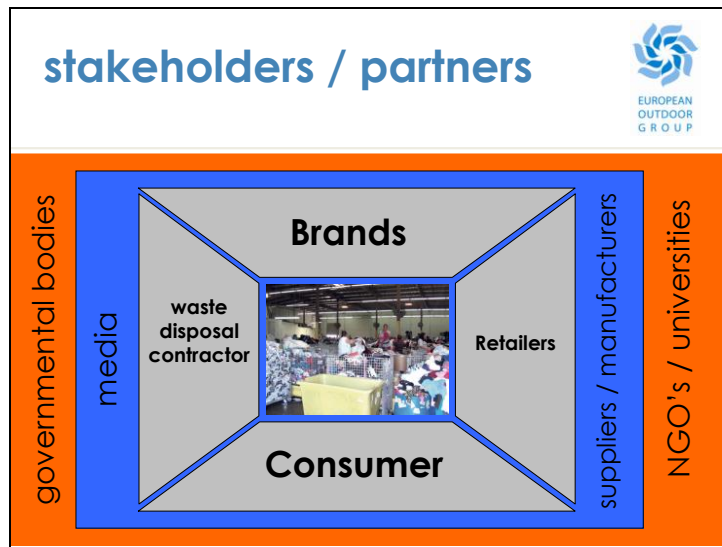 stakeholders / partners
EUROPEAN
OUTDOOR
GROUP
governmental bodies
media
Brands
waste
disposal
contractor
Retailers
Consumer
suppliers / manufacturers
NGO's / universities